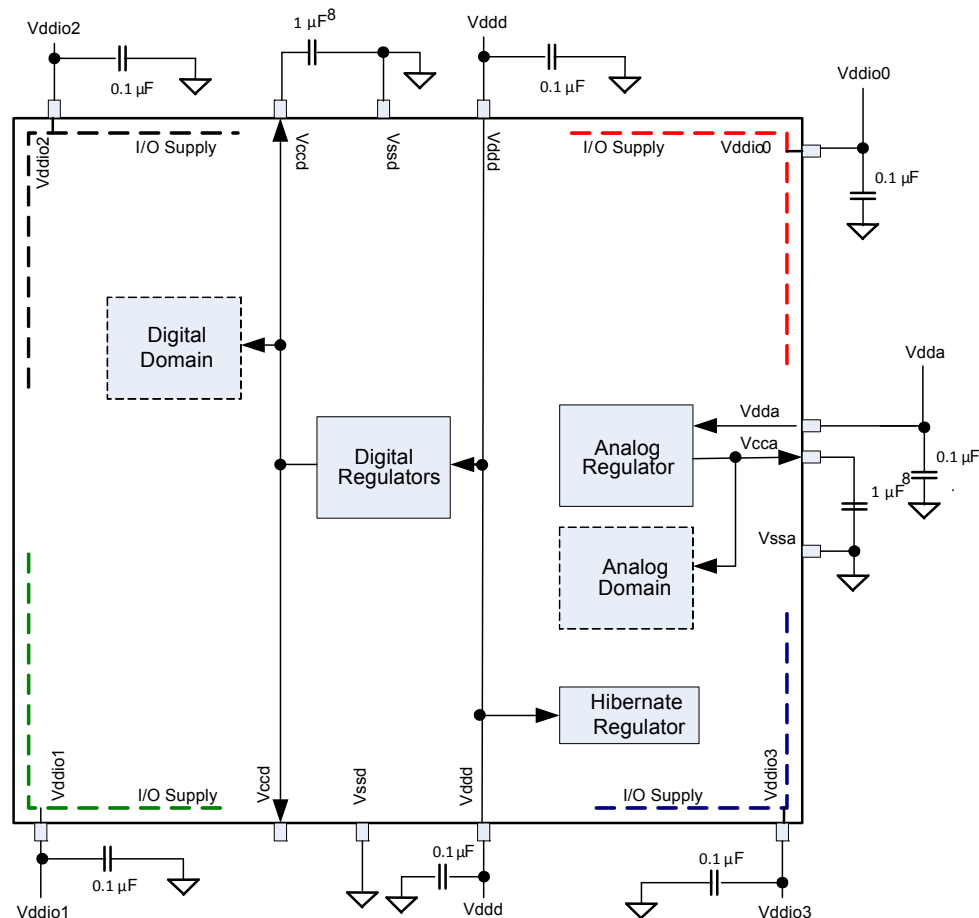 Vddio2
0.1 µF
1 µF8
Vddd
0.1 µF
Vddio0
0.1 µF
Vddio2
I/O Supply
Vccd
Vssd
Vddd
I/O Supply
Vddio0
Digital
Domain
Digital
Regulators
Analog
Regulator
Vdda
Vdda
Vcca
0.1 µF
.
1 µF8
Vssa
Analog
Domain
Hibernate
Regulator
Vddio1
I/O Supply
Vccd
Vssd
Vddd
I/O Supply
Vddio3
0.1 µF
Vddio1
0.1 µF
Vddd
0.1 µF
Vddio3